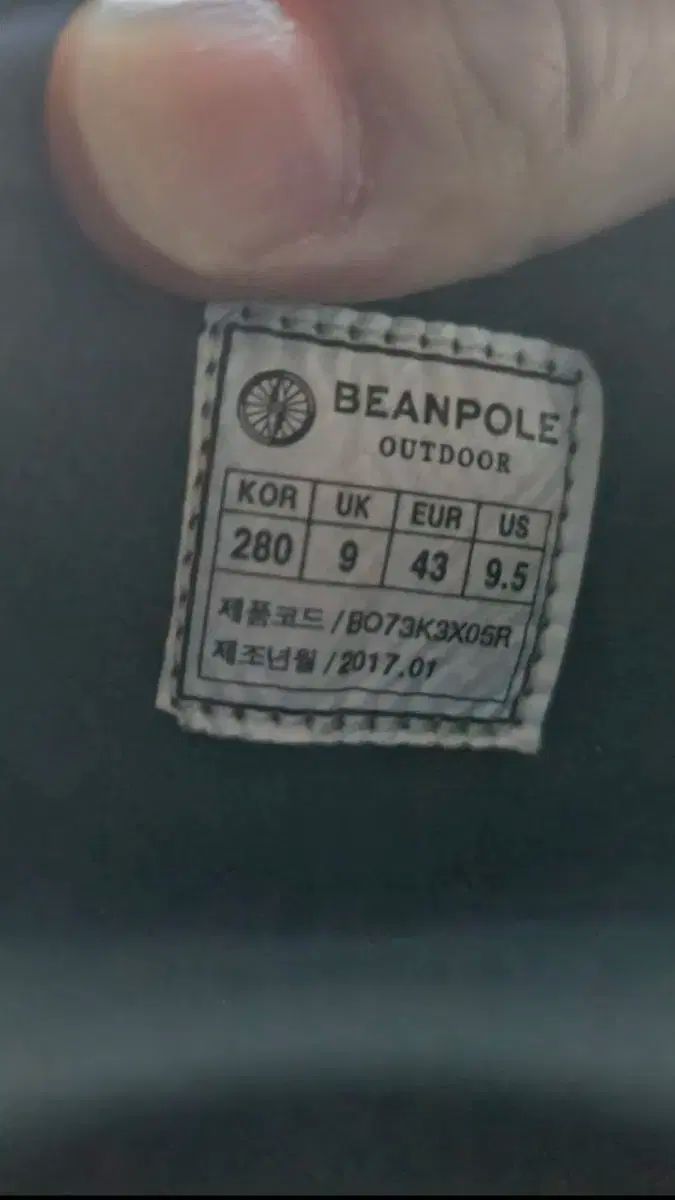 BEANPOLE
OUTDOOR
KOR UK EUR US
280 9 43 9.5
제품코드 /BO73K3X05R
제조년월 /2017.01